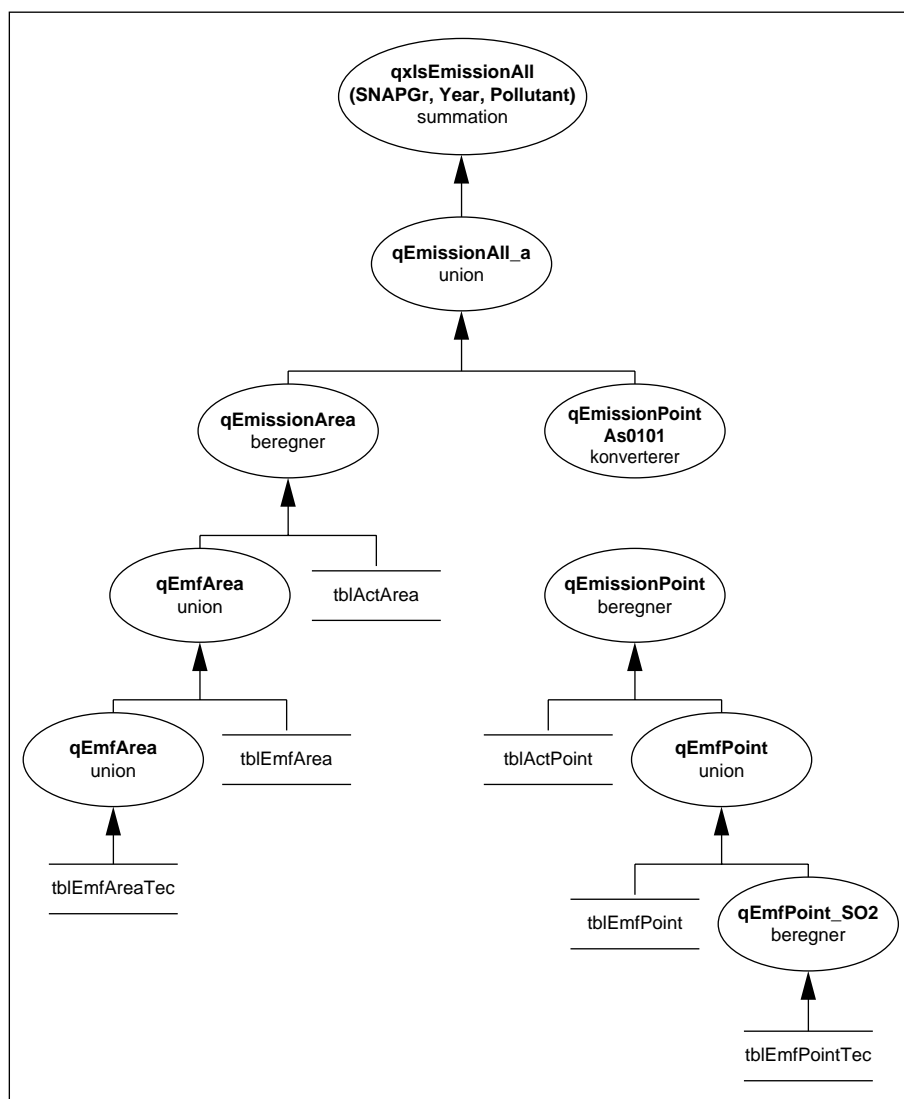 qxlsEmissionAll
(SNAPGr, Year, Pollutant)
summation
qEmissionAll_a
union
qEmissionArea
beregner
qEmissionPoint
As0101
konverterer
qEmfArea
union
tblActArea
qEmissionPoint
beregner
qEmfArea
union
tblEmfArea
tblActPoint
qEmfPoint
union
tblEmfAreaTec
tblEmfPoint
qEmfPoint_SO2
beregner
tblEmfPointTec